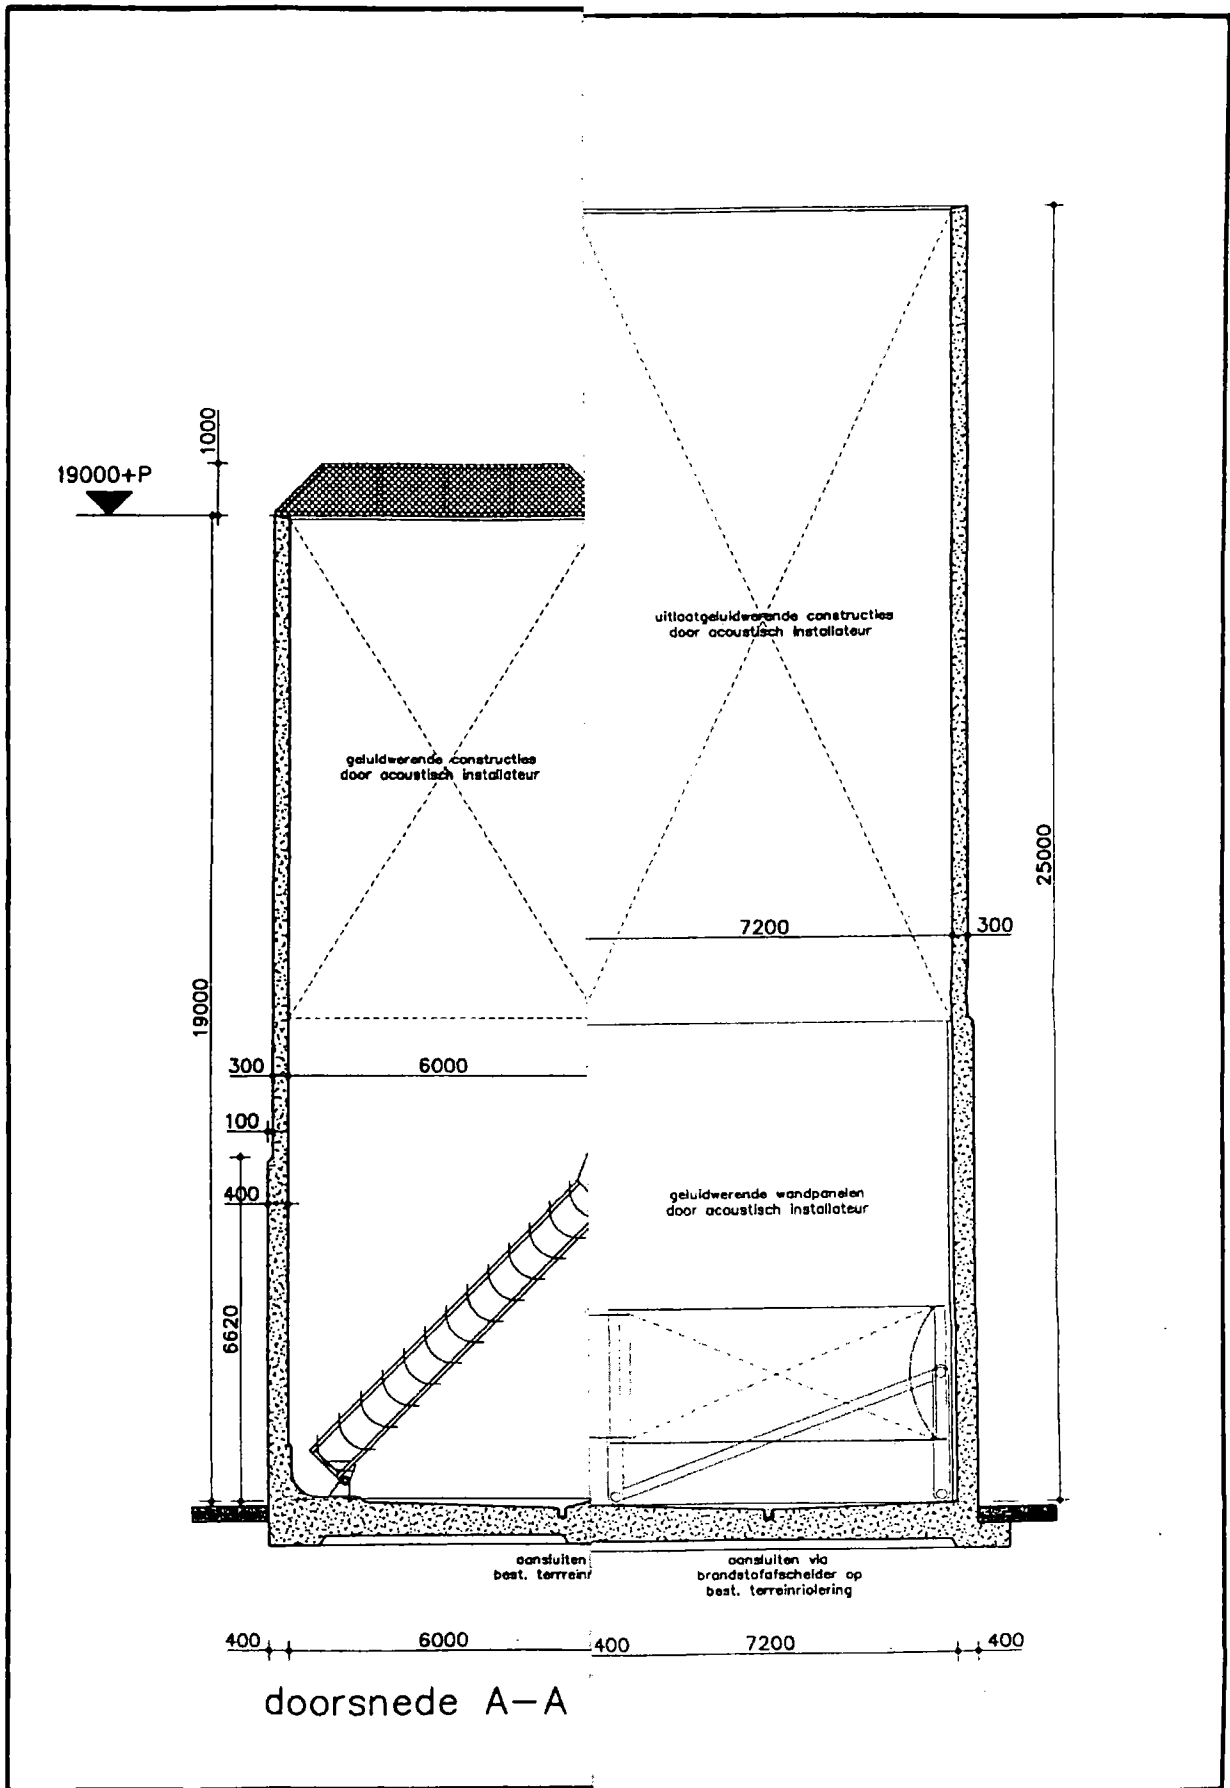 1000
19000+P
uitlaatgeluidwerende constructies
door acoustisch installateur
geluidwerende constructies
door acoustisch installateur
25000
7200
300
19000
300
6000
100
400
geluidwerende wandpanelen
door acoustisch installateur
6620
aansluiten
best. terrein
aansluiten via
brandstofafscheider op
best. terreinriolering
400
6000
400
7200
400
doorsnede A-A